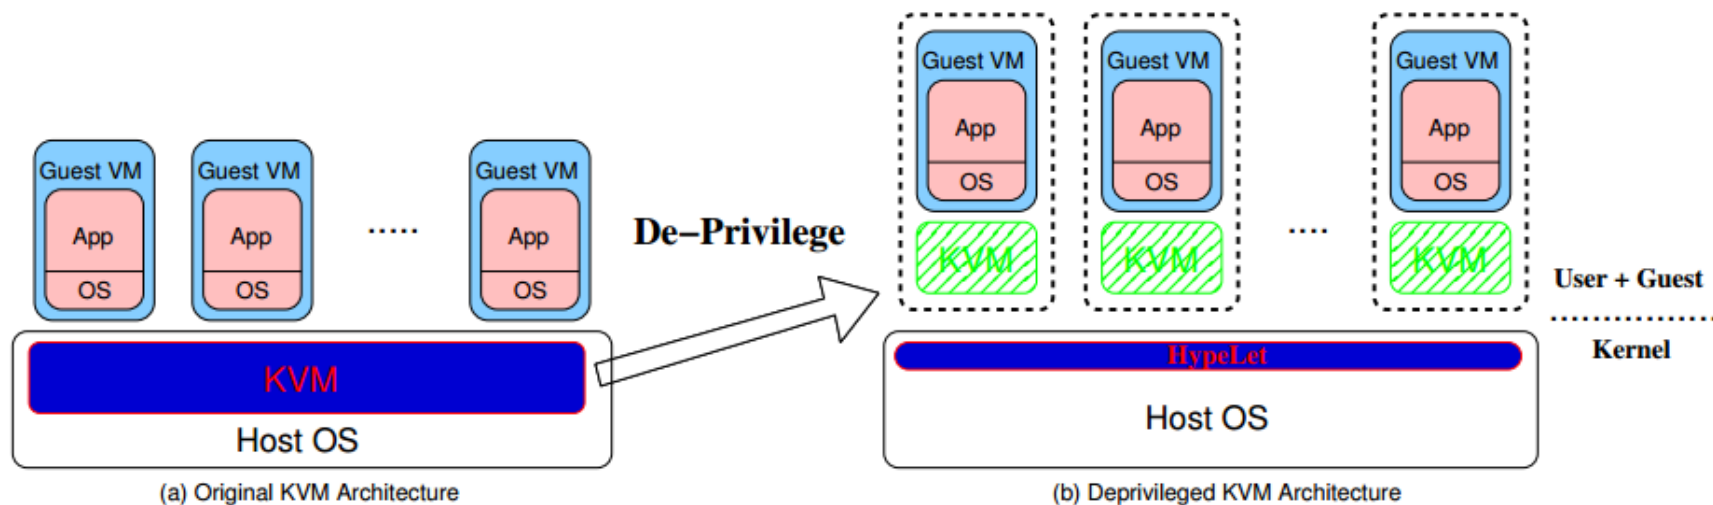 Guest VM
App
OS
Guest VM
App
OS
.....
Guest VM
App
OS
KVM
Host OS
(a) Original KVM Architecture
De-Privilege
Guest VM
App
OS
KVM
Guest VM
App
OS
KVM
....
Guest VM
App
OS
KVM
User + Guest
Kernel
HypeLet
Host OS
(b) Deprivileged KVM Architecture